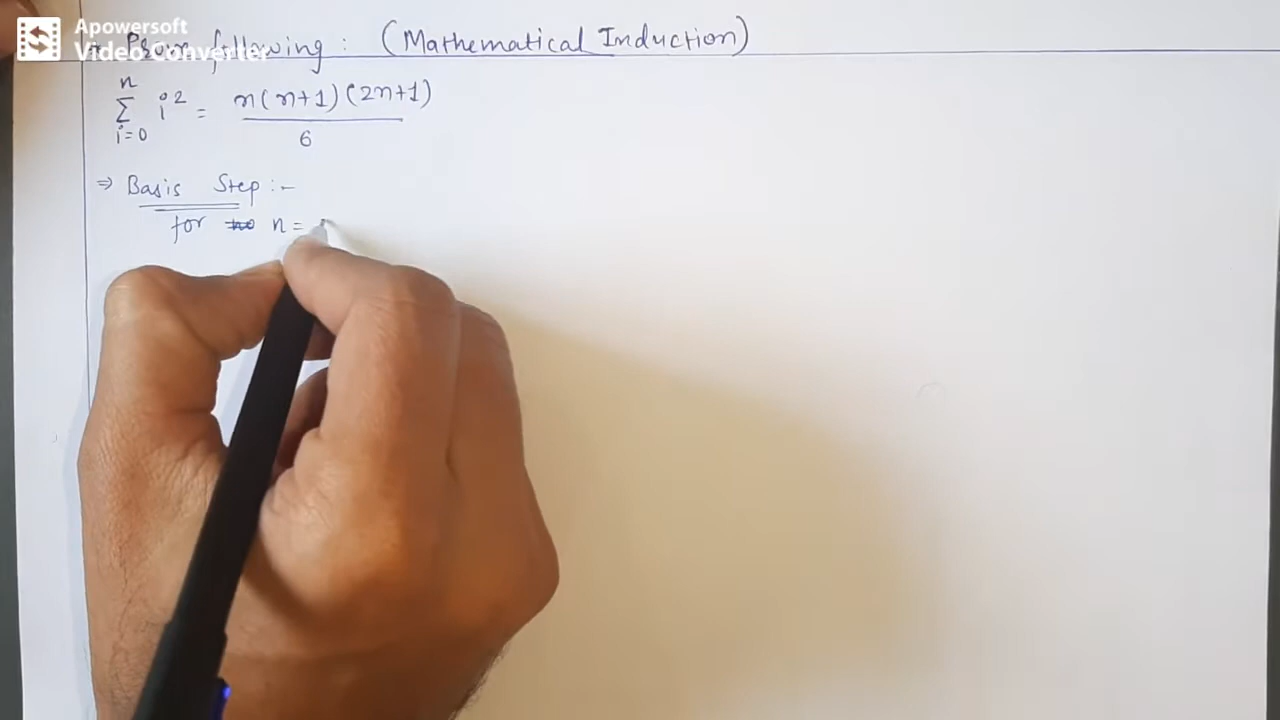 Apowersoft
Video Converter
following : (Mathematical Induction)
n
Σ i² = n(n+1)(2n+1)
i=0 6
⇒ Basis Step :-
for n =